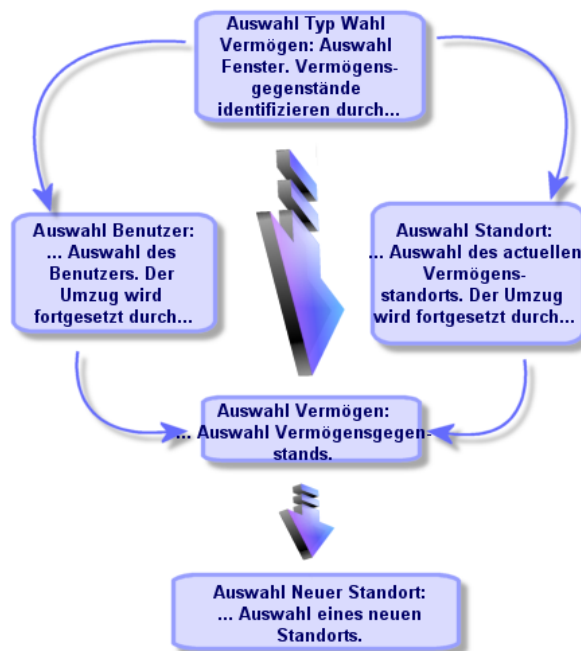 Auswahl Typ Wahl
Vermögen: Auswahl
Fenster. Vermögens-
gegenstände
identifizieren durch...
Auswahl Benutzer:
... Auswahl des
Benutzers. Der
Umzug wird
fortgesetzt durch...
Auswahl Standort:
... Auswahl des actuellen
Vermögens-
standorts. Der Umzug
wird fortgesetzt durch...
Auswahl Vermögen:
... Auswahl Vermögensgegen-
stands.
Auswahl Neuer Standort:
... Auswahl eines neuen
Standorts.